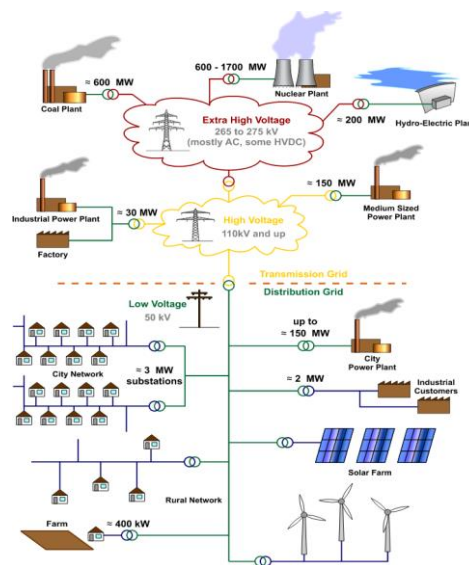 ≈ 600 MW
Coal Plant
600 - 1700 MW
Nuclear Plant
Extra High Voltage
265 to 275 kV
(mostly AC, some HVDC)
≈ 200 MW
Hydro-Electric Plant
Industrial Power Plant
≈ 30 MW
Factory
High Voltage
110kV and up
≈ 150 MW
Medium Sized
Power Plant
Transmission Grid
Distribution Grid
Low Voltage
50 kV
City Network
≈ 3 MW
substations
up to
≈ 150 MW
City
Power Plant
≈ 2 MW
Industrial
Customers
Solar Farm
Rural Network
Farm
≈ 400 kW